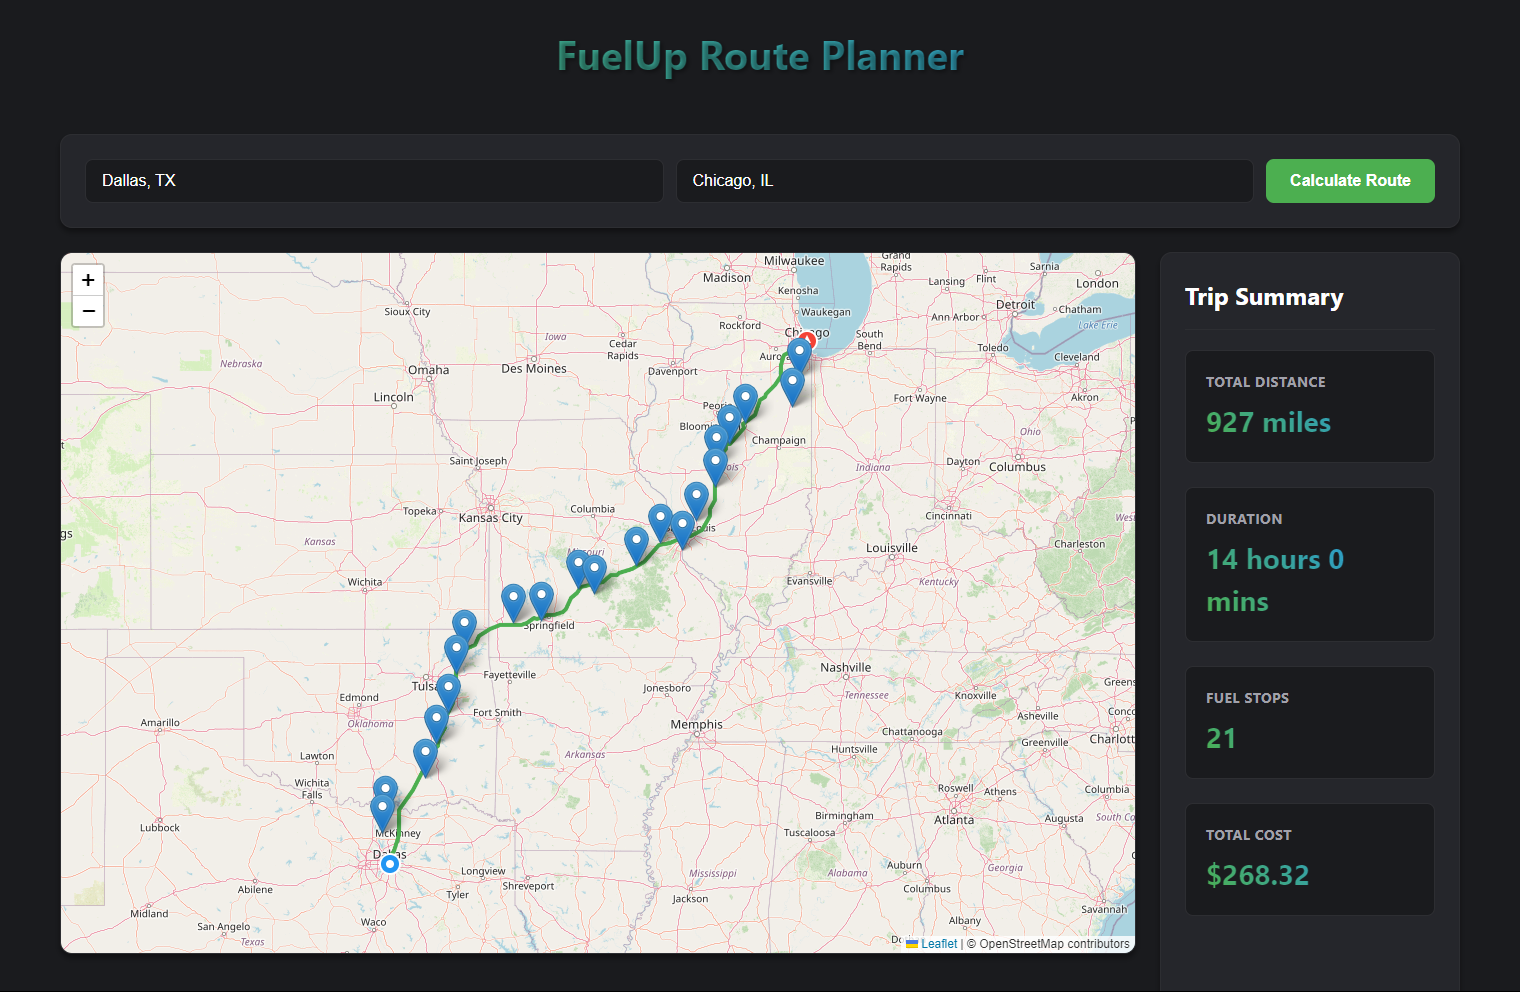 FuelUp Route Planner
Dallas, TX
Chicago, IL
Calculate Route
+
−
Milwaukee
Grand
Rapids
Sarnia
Madison
Lansing
Flint
London
Kenosha
Sioux City
Waukegan
Detroit
Chatham
Rockford
Ann Arbor
Lake Erie
Iowa
Cedar
Rapids
South
Bend
Toledo
Nebraska
Omaha
Des Moines
Davenport
Cleveland
Lincoln
Fort Wayne
Akron
Champaign
Ohio
Saint Joseph
Indiana
Dayton
Columbus
Topeka
Kansas City
Columbia
Cincinnati
Kansas
Missouri
Louisville
Charleston
Wichita
Evansville
Kentucky
Springfield
Nashville
Fayetteville
Jonesboro
Tennessee
Knoxville
Edmond
Fort Smith
Memphis
Asheville
Amarillo
Oklahoma
Chattanooga
Greenville
Lawton
Arkansas
Huntsville
Wichita
Falls
Roswell
Athens
Columbia
Birmingham
Atlanta
Augusta
Lubbock
McKinney
Tuscaloosa
Dallas
Longview
Auburn
Georgia
Abilene
Tyler
Shreveport
Mississippi
Alabama
Columbus
Midland
Jackson
Savannah
San Angelo
Waco
Albany
Texas
Leaflet | © OpenStreetMap contributors
Trip Summary
TOTAL DISTANCE
927 miles
DURATION
14 hours 0
mins
FUEL STOPS
21
TOTAL COST
$268.32